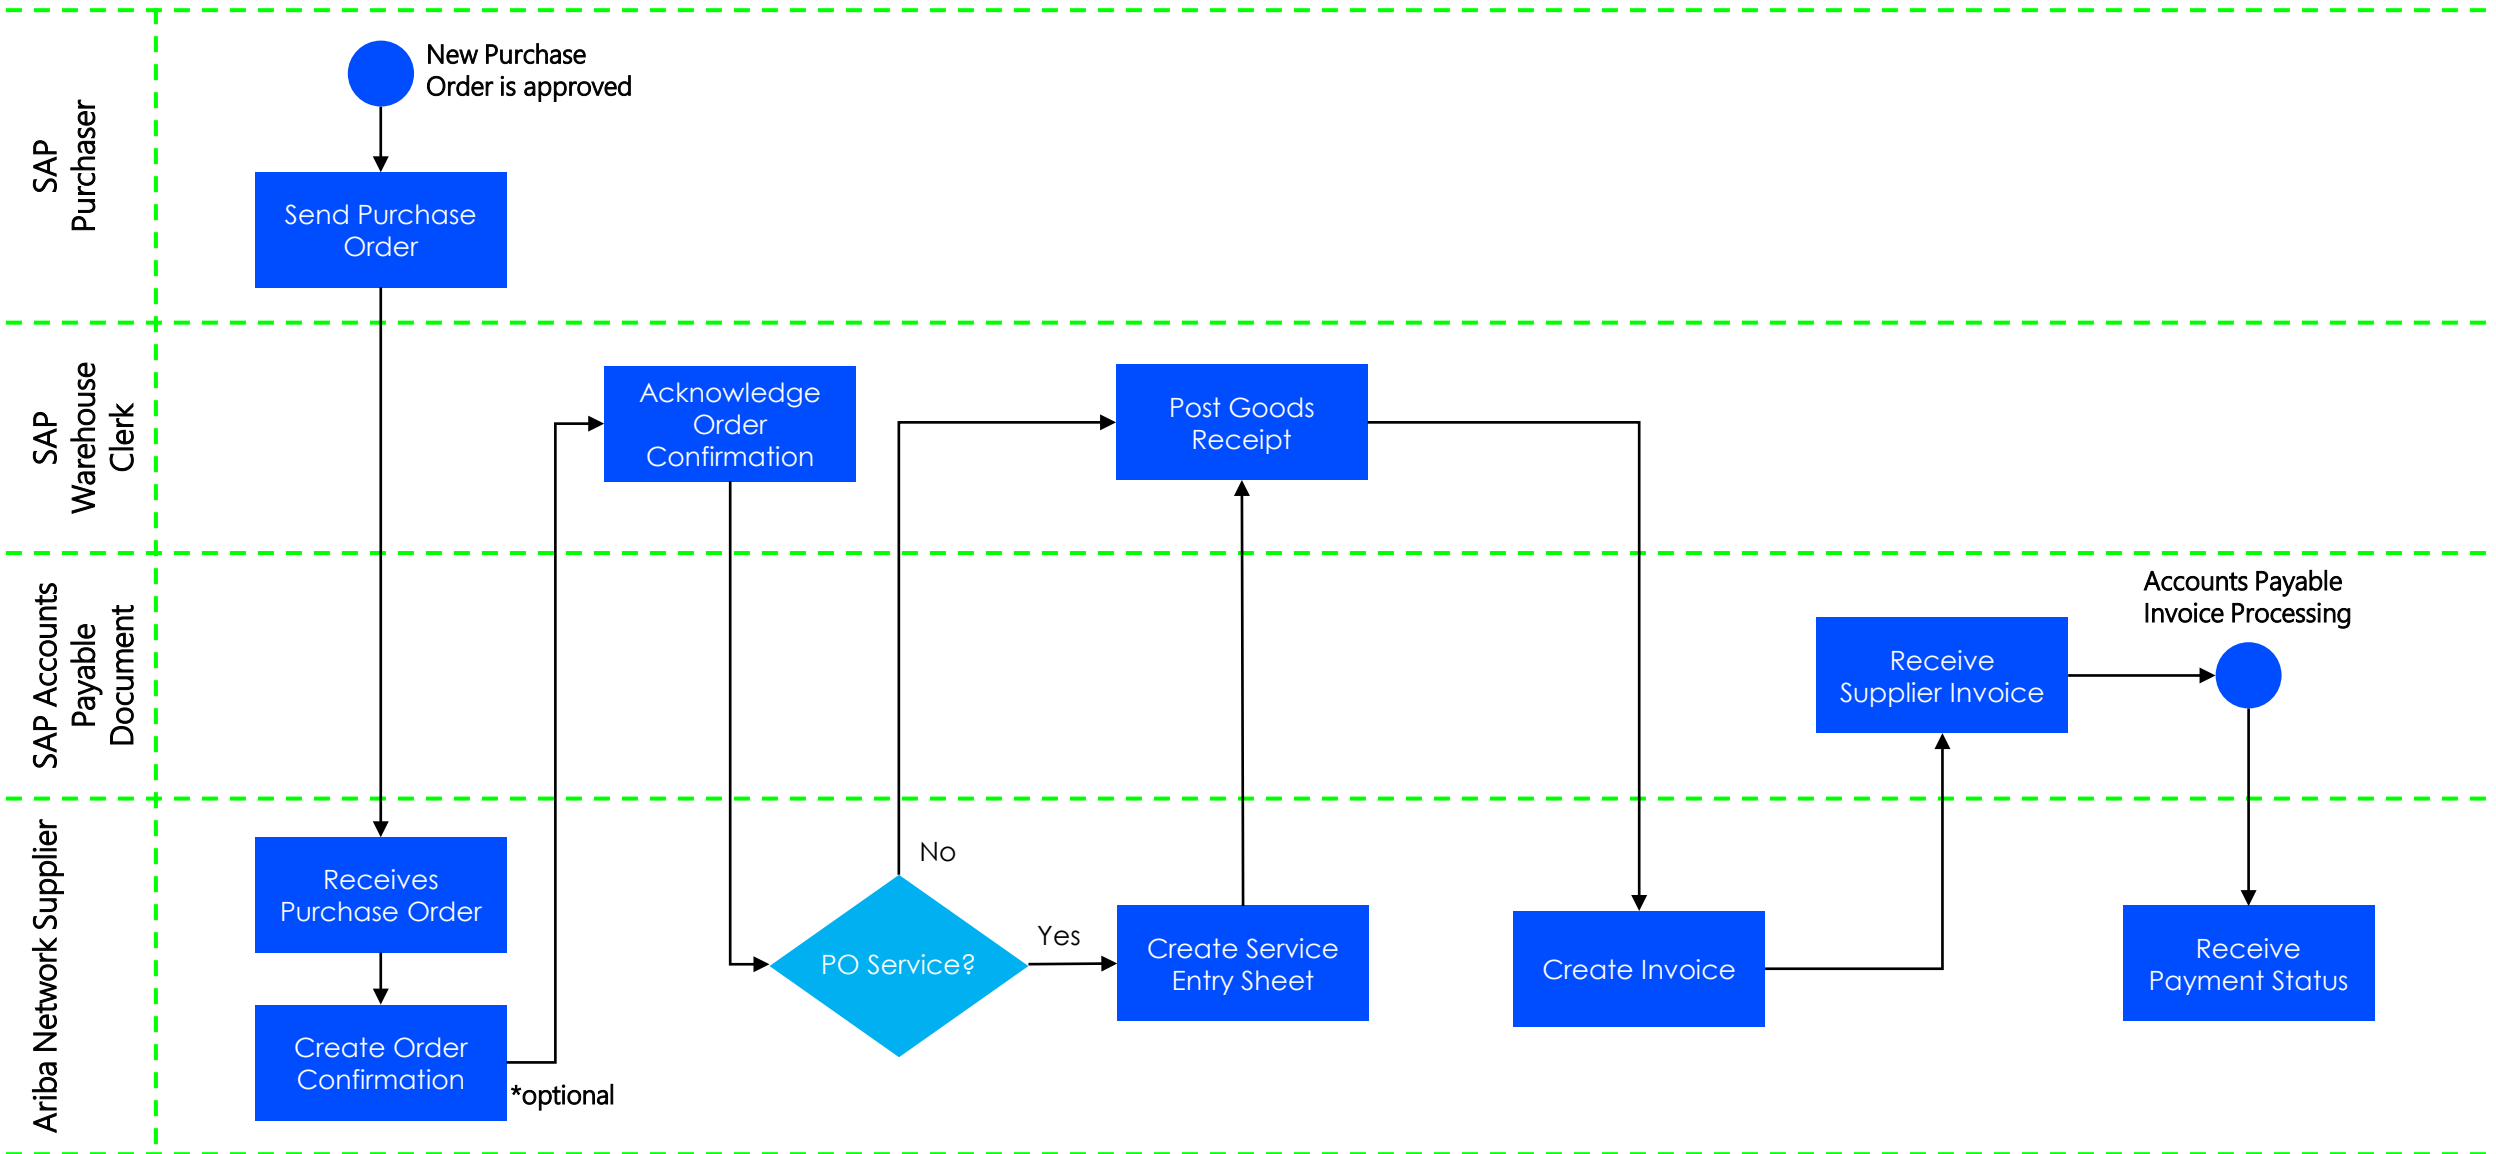 SAP
Purchaser
New Purchase
Order is approved
Send Purchase
Order
SAP
Warehouse
Clerk
Acknowledge
Order
Confirmation
Post Goods
Receipt
SAP Accounts
Payable
Document
Receive
Supplier Invoice
Accounts Payable
Invoice Processing
Ariba Network Supplier
Receives
Purchase Order
Create Order
Confirmation
*optional
No
PO Service?
Yes
Create Service
Entry Sheet
Create Invoice
Receive
Payment Status